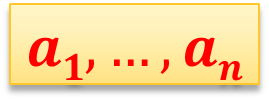 a₁, … , aₙ